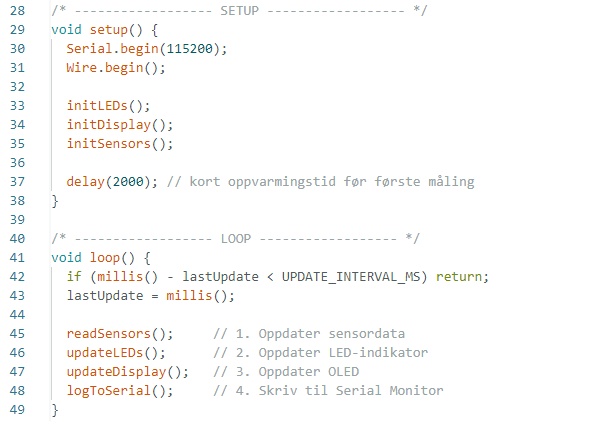 28 /* ------------------ SETUP ------------------ */
29 void setup() {
30   Serial.begin(115200);
31   Wire.begin();
32
33   initLEDs();
34   initDisplay();
35   initSensors();
36
37   delay(2000); // kort oppvarmingstid før første måling
38 }
39
40 /* ------------------ LOOP ------------------ */
41 void loop() {
42   if (millis() - lastUpdate < UPDATE_INTERVAL_MS) return;
43   lastUpdate = millis();
44
45   readSensors();     // 1. Oppdater sensordata
46   updateLEDs();      // 2. Oppdater LED-indikator
47   updateDisplay();   // 3. Oppdater OLED
48   logToSerial();     // 4. Skriv til Serial Monitor
49 }